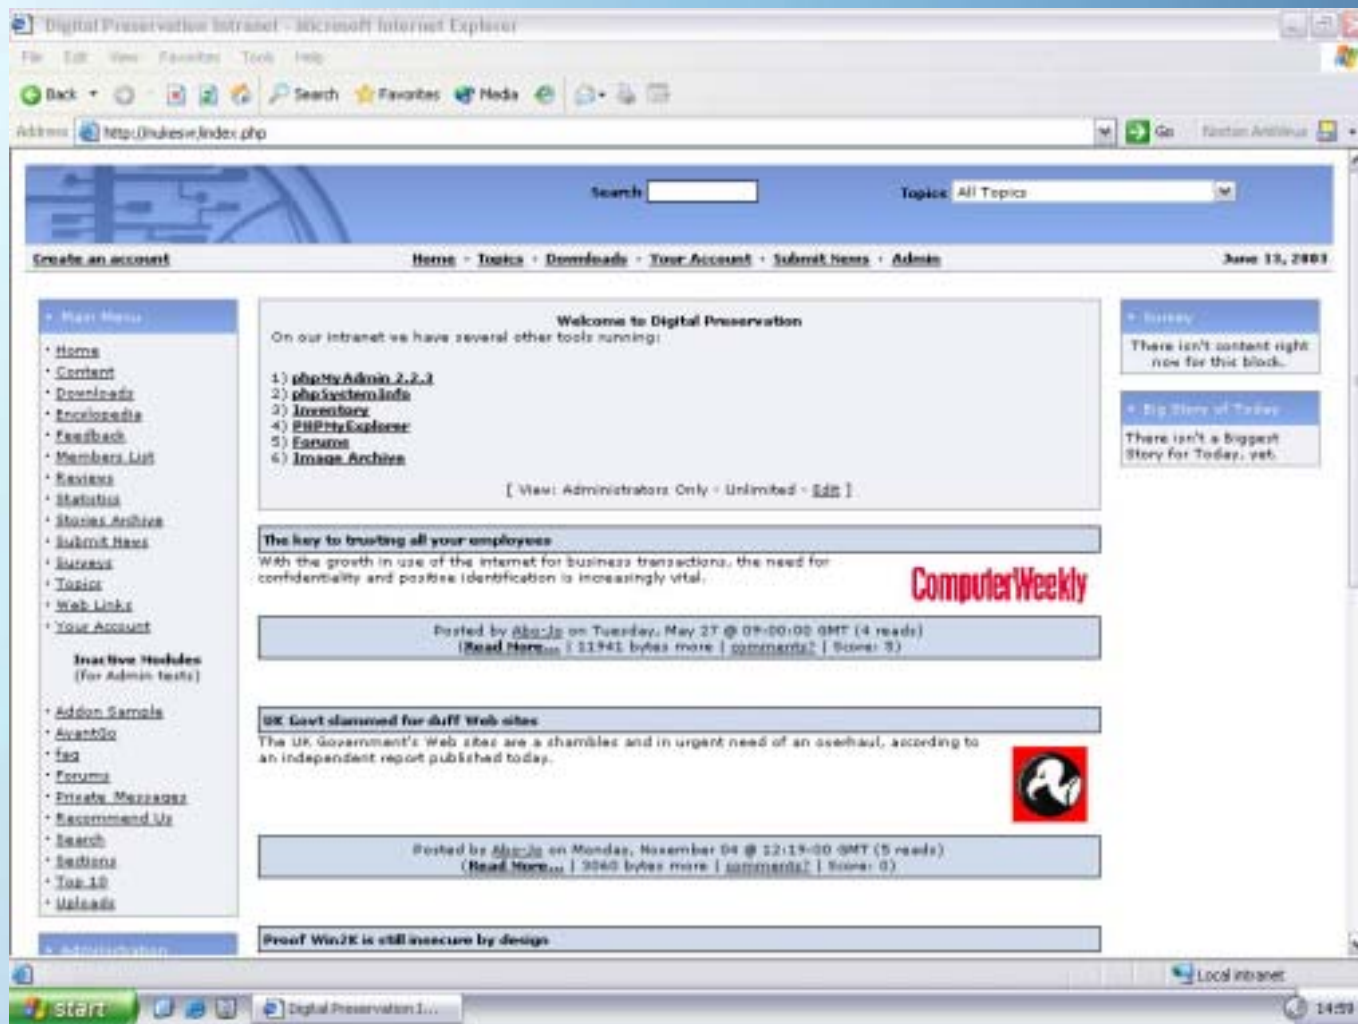 Digital Preservation Intranet - Microsoft Internet Explorer
File Edit View Favorites Tools Help
Back Search Favorites Media
Address http://nukesvr/index.php Go Norton AntiVirus
Search Topics All Topics
Create an account Home · Topics · Downloads · Your Account · Submit News · Admin June 13, 2003
Main Menu
· Home
· Content
· Downloads
· Encyclopedia
· Feedback
· Members List
· Reviews
· Statistics
· Stories Archive
· Submit News
· Surveys
· Topics
· Web Links
· Your Account
Inactive Modules
(for Admin tests)
· Addon Sample
· AvantGo
· faq
· Forums
· Private Messages
· Recommend Us
· Search
· Sections
· Top 10
· Uploads
Administration
Welcome to Digital Preservation
On our intranet we have several other tools running:
1) phpMyAdmin 2.2.3
2) phpSystemInfo
3) Inventory
4) PHPMyExplorer
5) Forums
6) Image Archive
[ View: Administrators Only - Unlimited - Edit ]
The key to trusting all your employees
With the growth in use of the internet for business transactions, the need for
confidentiality and positive identification is increasingly vital.
ComputerWeekly
Posted by Abo-Jo on Tuesday, May 27 @ 09:00:00 GMT (4 reads)
(Read More... | 11941 bytes more | comments? | Score: 5)
UK Govt slammed for duff Web sites
The UK Government's Web sites are a shambles and in urgent need of an overhaul, according to
an independent report published today.
Posted by Abo-Jo on Monday, November 04 @ 12:19:00 GMT (5 reads)
(Read More... | 3060 bytes more | comments? | Score: 0)
Proof Win2K is still insecure by design
Survey
There isn't content right
now for this block.
Big Story of Today
There isn't a Biggest
Story for Today, yet.
Local intranet
start Digital Preservation I... 14:59